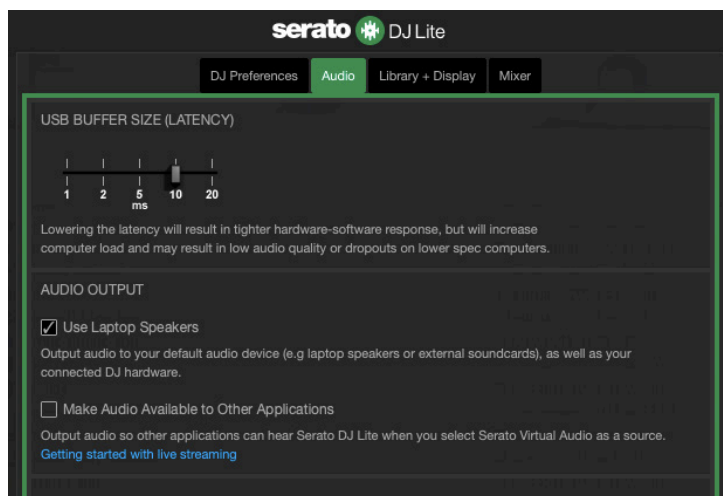 serato DJ Lite
DJ Preferences Audio Library + Display Mixer
USB BUFFER SIZE (LATENCY)
1 2 5 10 20
ms
Lowering the latency will result in tighter hardware-software response, but will increase
computer load and may result in low audio quality or dropouts on lower spec computers.
AUDIO OUTPUT
Use Laptop Speakers
Output audio to your default audio device (e.g laptop speakers or external soundcards), as well as your
connected DJ hardware.
Make Audio Available to Other Applications
Output audio so other applications can hear Serato DJ Lite when you select Serato Virtual Audio as a source.
Getting started with live streaming